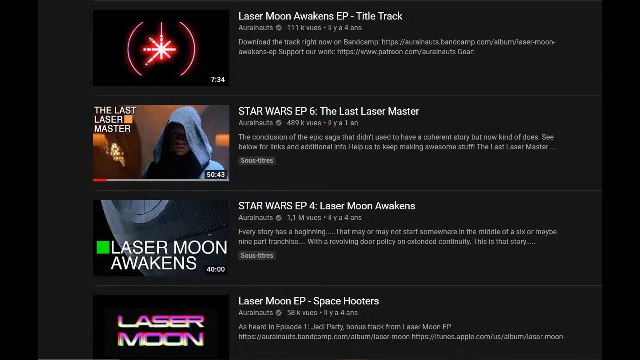 Laser Moon Awakens EP - Title Track
Aurainauts
111 k vues • il y a 4 ans
Download the track right now on Bandcamp: https://aurainauts.bandcamp.com/album/laser-moon-
awakens-ep Support our work: https://www.patreon.com/aurainauts Gear:
7:34
THE LAST
LASER
MASTER
50:43
STAR WARS EP 6: The Last Laser Master
Auralnauts
489 k vues • il y a 1 an
The conclusion of the epic saga that didn't used to have a coherent story but now kind of does. See
below for links and additional info Help us to keep making awesome stuff! The Last Laser Master ...
Sous-titres
LASER MOON
AWAKENS
40:00
STAR WARS EP 4: Laser Moon Awakens
Auralnauts
1,1 M vues • il y a 4 ans
Every story has a beginning.....That may or may not start somewhere in the middle of a six or maybe
nine part franchise.... With a revolving door policy on extended continuity. This is that story.....
Sous-titres
LASER
MOON
Laser Moon EP - Space Hooters
Auralnauts
58 k vues • il y a 4 ans
As heard in Episode 1: Jedi Party, bonus track from Laser Moon EP
https://auralnauts.bandcamp.com/album/laser-moon https://itunes.apple.com/us/album/laser-moon-